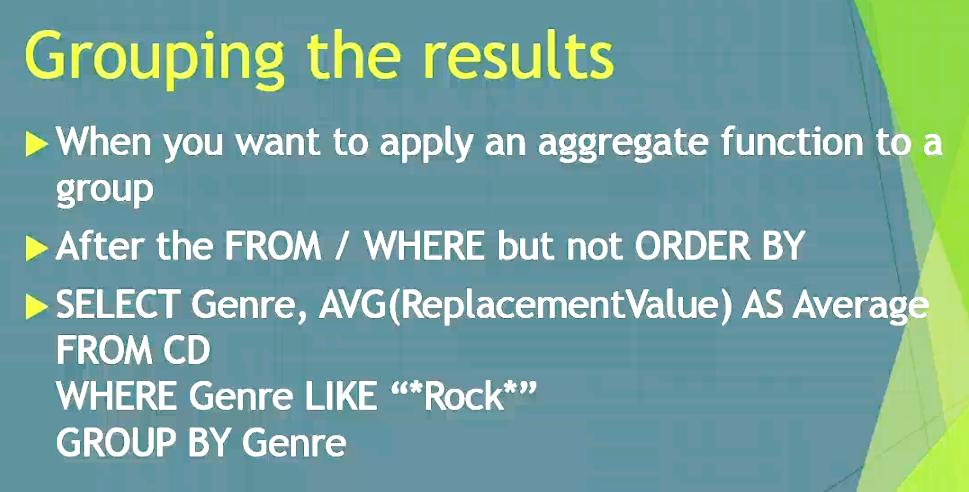 Grouping the results
When you want to apply an aggregate function to a
group
After the FROM / WHERE but not ORDER BY
SELECT Genre, AVG(ReplacementValue) AS Average
FROM CD
WHERE Genre LIKE “*Rock*”
GROUP BY Genre